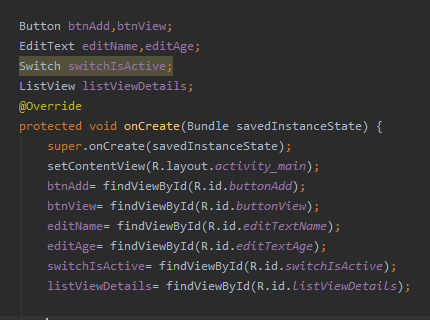 Button btnAdd,btnView;
EditText editName,editAge;
Switch switchIsActive;
ListView listViewDetails;
@Override
protected void onCreate(Bundle savedInstanceState) {
super.onCreate(savedInstanceState);
setContentView(R.layout.activity_main);
btnAdd= findViewById(R.id.buttonAdd);
btnView= findViewById(R.id.buttonView);
editName= findViewById(R.id.editTextName);
editAge= findViewById(R.id.editTextAge);
switchIsActive= findViewById(R.id.switchIsActive);
listViewDetails= findViewById(R.id.listViewDetails);